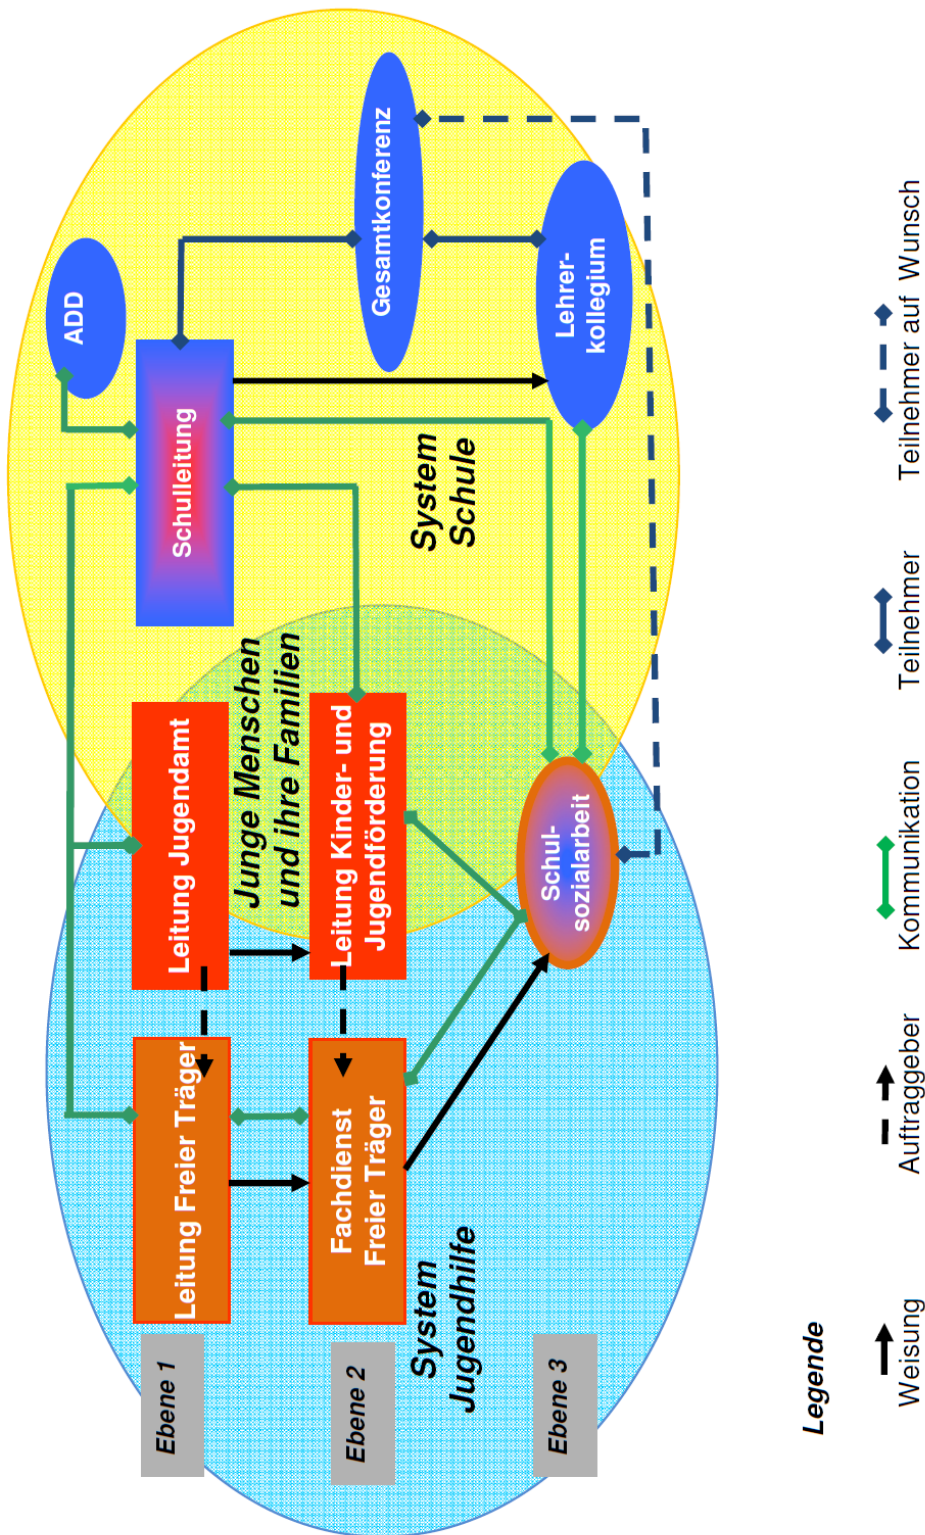 ADD
Ebene 1
Leitung Freier Träger
Leitung Jugendamt
Schulleitung
Junge Menschen
und ihre Familien
Gesamtkonferenz
Ebene 2
Fachdienst
Freier Träger
Leitung Kinder- und
Jugendförderung
System
Jugendhilfe
System
Schule
Ebene 3
Schul-
sozialarbeit
Lehrer-
kollegium
Legende
Weisung
Auftraggeber
Kommunikation
Teilnehmer
Teilnehmer auf Wunsch